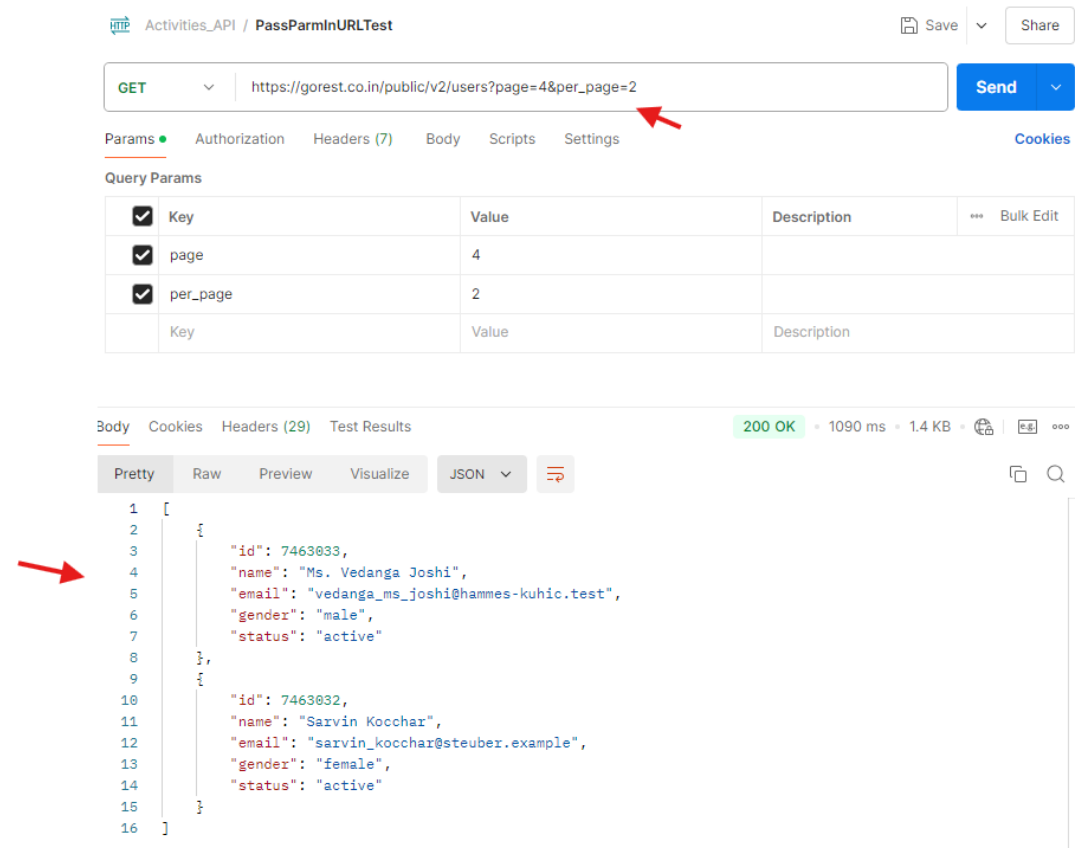 HTTP Activities_API / PassParmInURLTest Save Share
GET https://gorest.co.in/public/v2/users?page=4&per_page=2 Send
Params Authorization Headers (7) Body Scripts Settings Cookies
Query Params
Key Value Description ••• Bulk Edit
page 4
per_page 2
Key Value Description
Body Cookies Headers (29) Test Results 200 OK • 1090 ms • 1.4 KB • e.g. ooo
Pretty Raw Preview Visualize JSON
1 [
2 {
3 "id": 7463033,
4 "name": "Ms. Vedanga Joshi",
5 "email": "vedanga_ms_joshi@hammes-kuhic.test",
6 "gender": "male",
7 "status": "active"
8 },
9 {
10 "id": 7463032,
11 "name": "Sarvin Kocchar",
12 "email": "sarvin_kocchar@steuber.example",
13 "gender": "female",
14 "status": "active"
15 }
16 ]